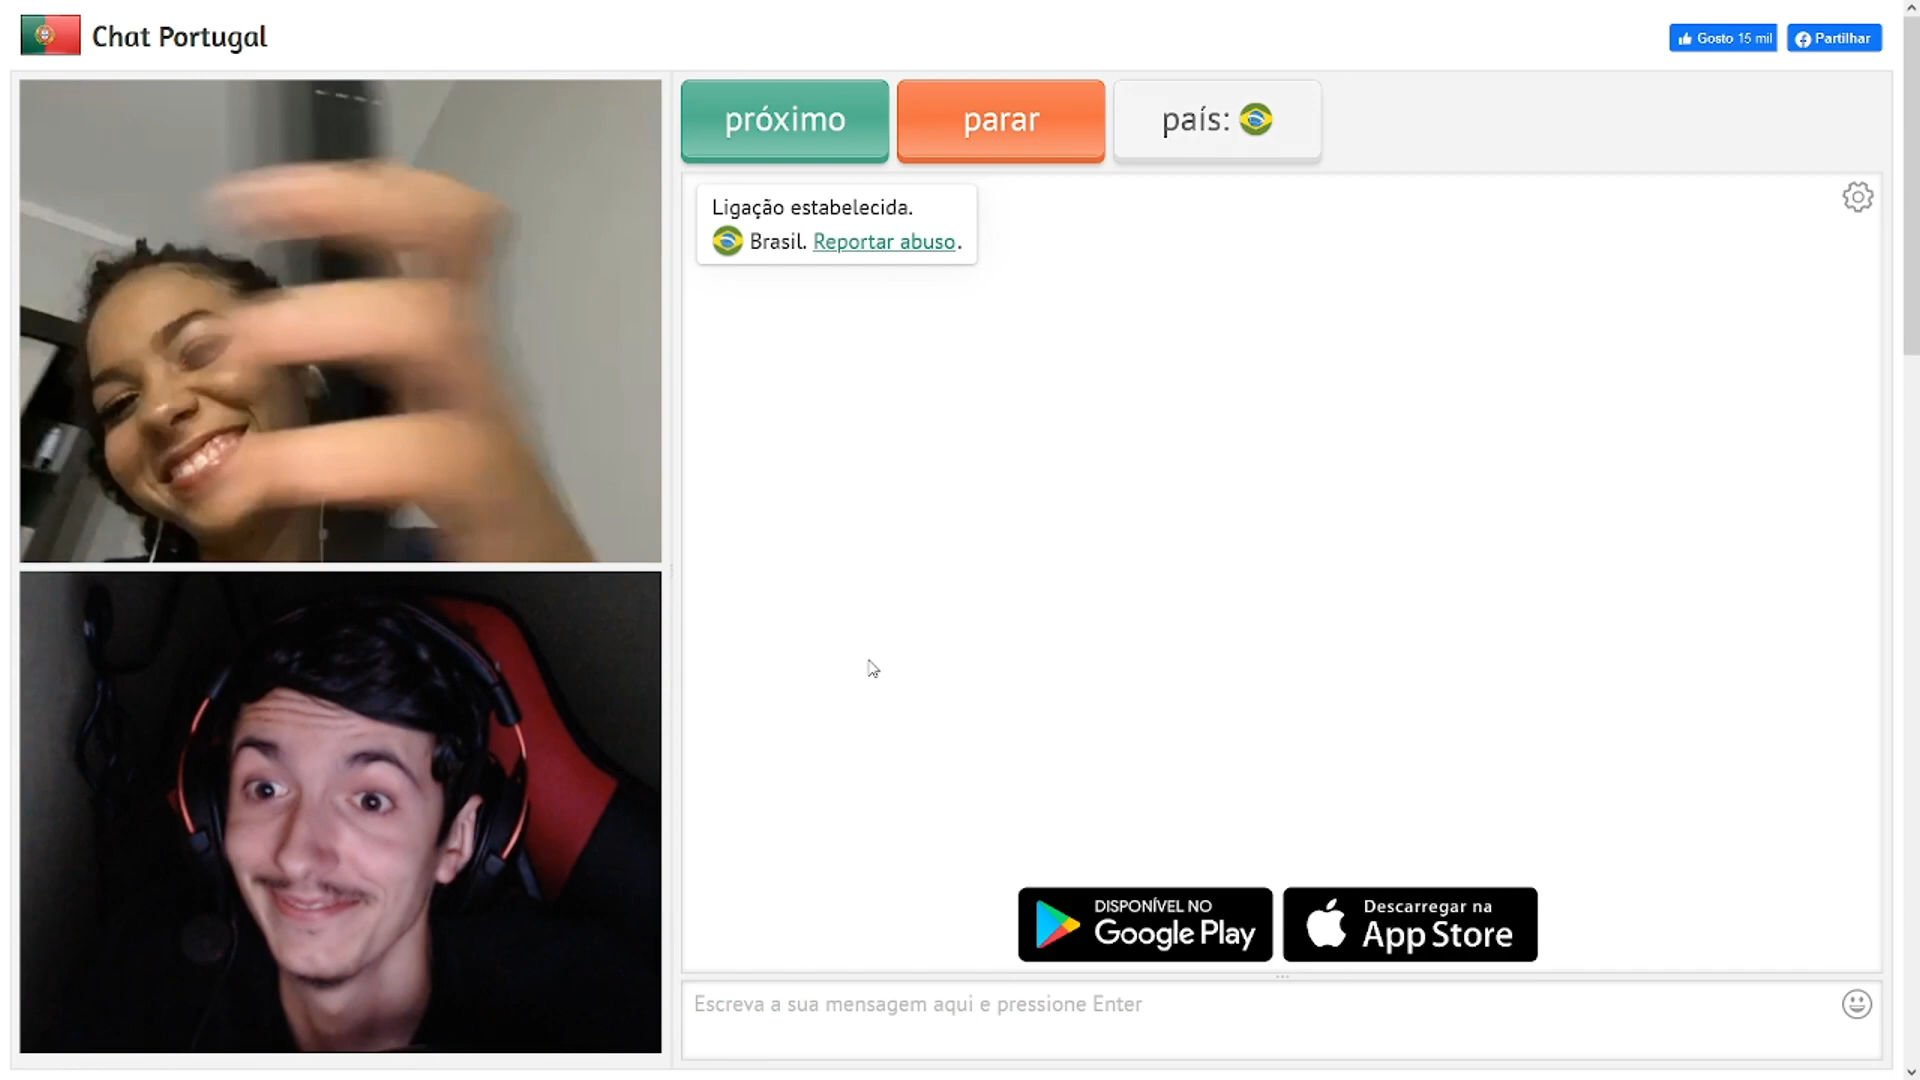 Chat Portugal
Gosto 15 mil
Partilhar
próximo
parar
país:
Ligação estabelecida.
Brasil. Reportar abuso.
DISPONÍVEL NO
Google Play
Descarregar na
App Store
Escreva a sua mensagem aqui e pressione Enter